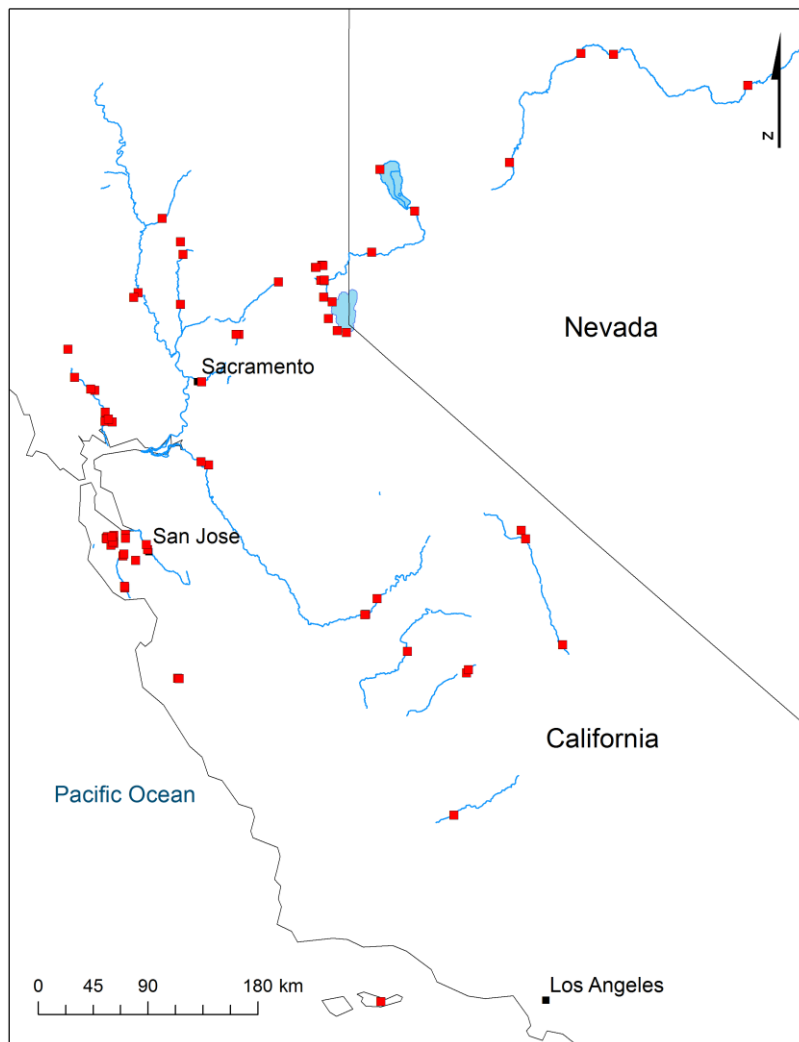 N
Nevada
Sacramento
San Jose
California
Pacific Ocean
Los Angeles
0 45 90 180 km